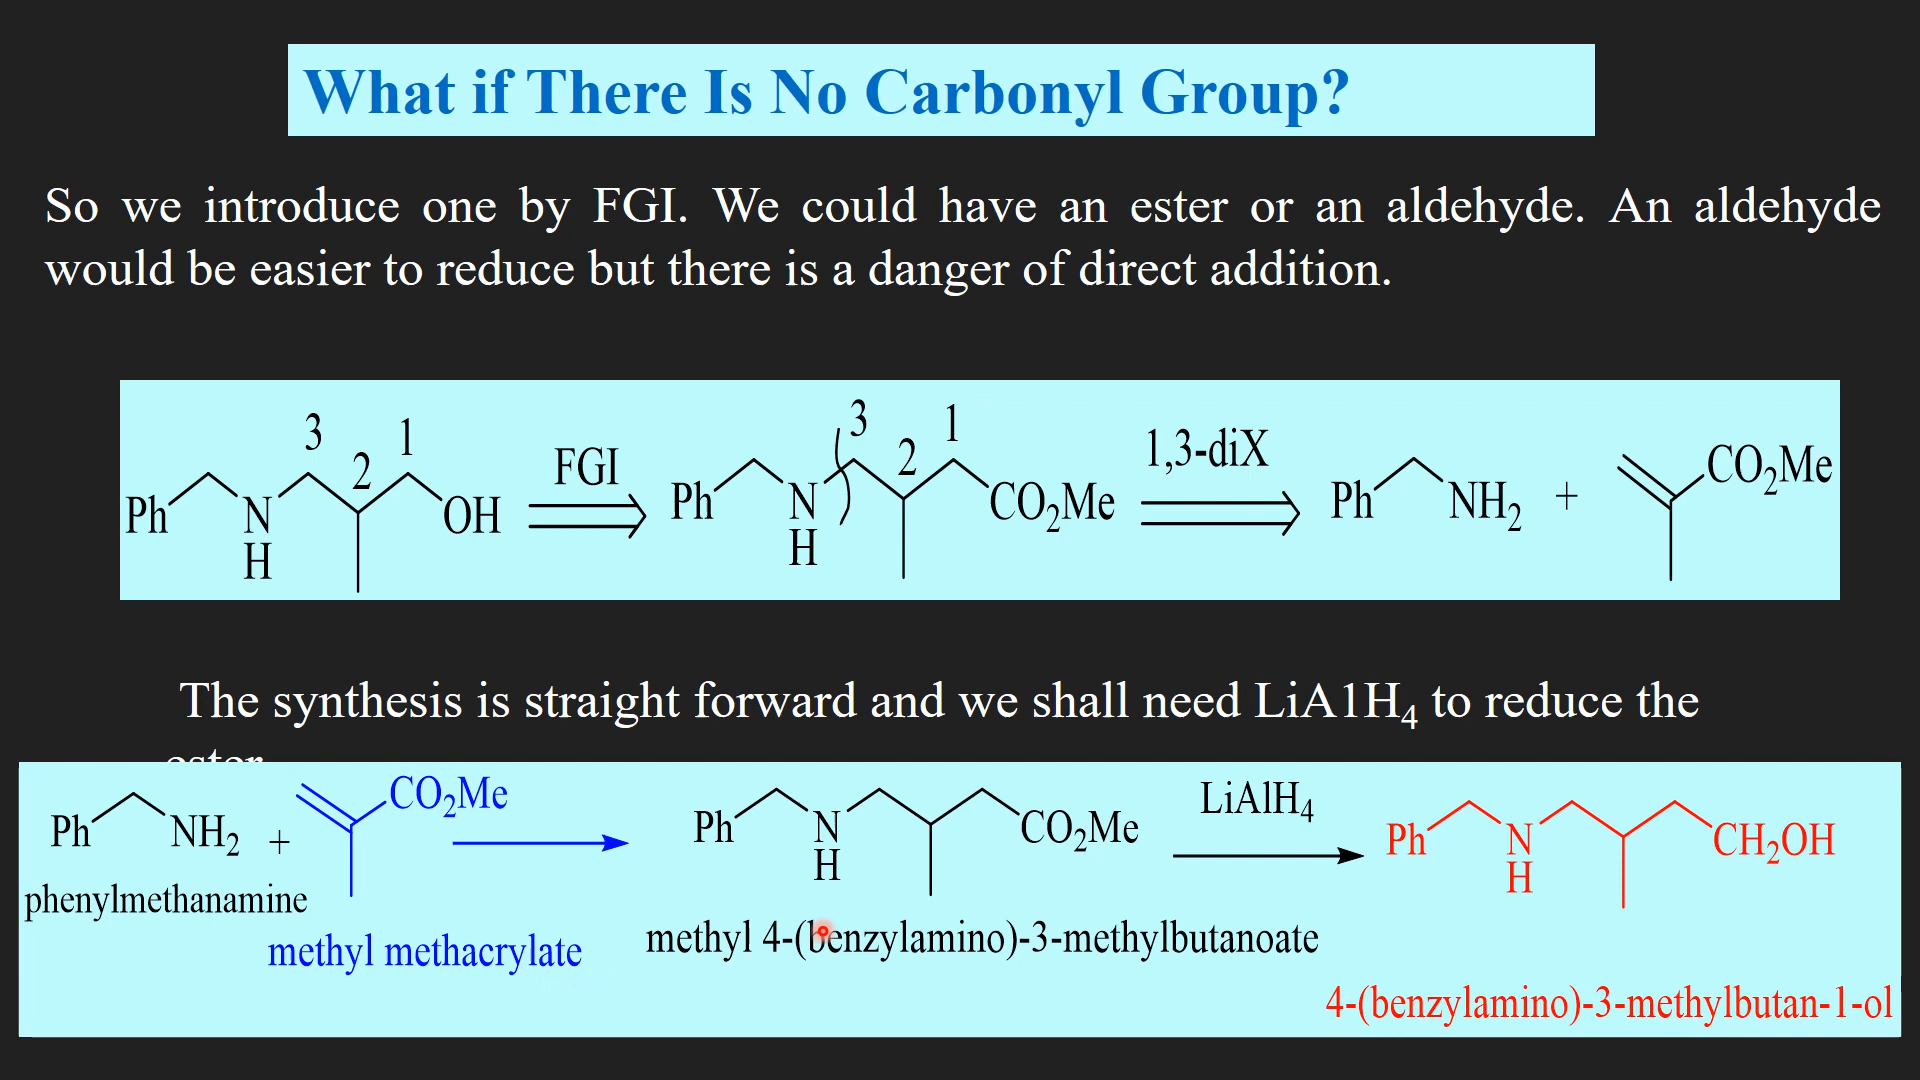 What if There Is No Carbonyl Group?
So we introduce one by FGI. We could have an ester or an aldehyde. An aldehyde
would be easier to reduce but there is a danger of direct addition.
3 2 1
Ph N H OH
FGI
3 2 1
Ph N H CO2Me
1,3-diX
Ph NH2 + CO2Me
The synthesis is straight forward and we shall need LiA1H4 to reduce the
ester
Ph NH2 + CO2Me
Ph N H CO2Me
LiAlH4
Ph N H CH2OH
phenylmethanamine
methyl methacrylate
methyl 4-(benzylamino)-3-methylbutanoate
4-(benzylamino)-3-methylbutan-1-ol